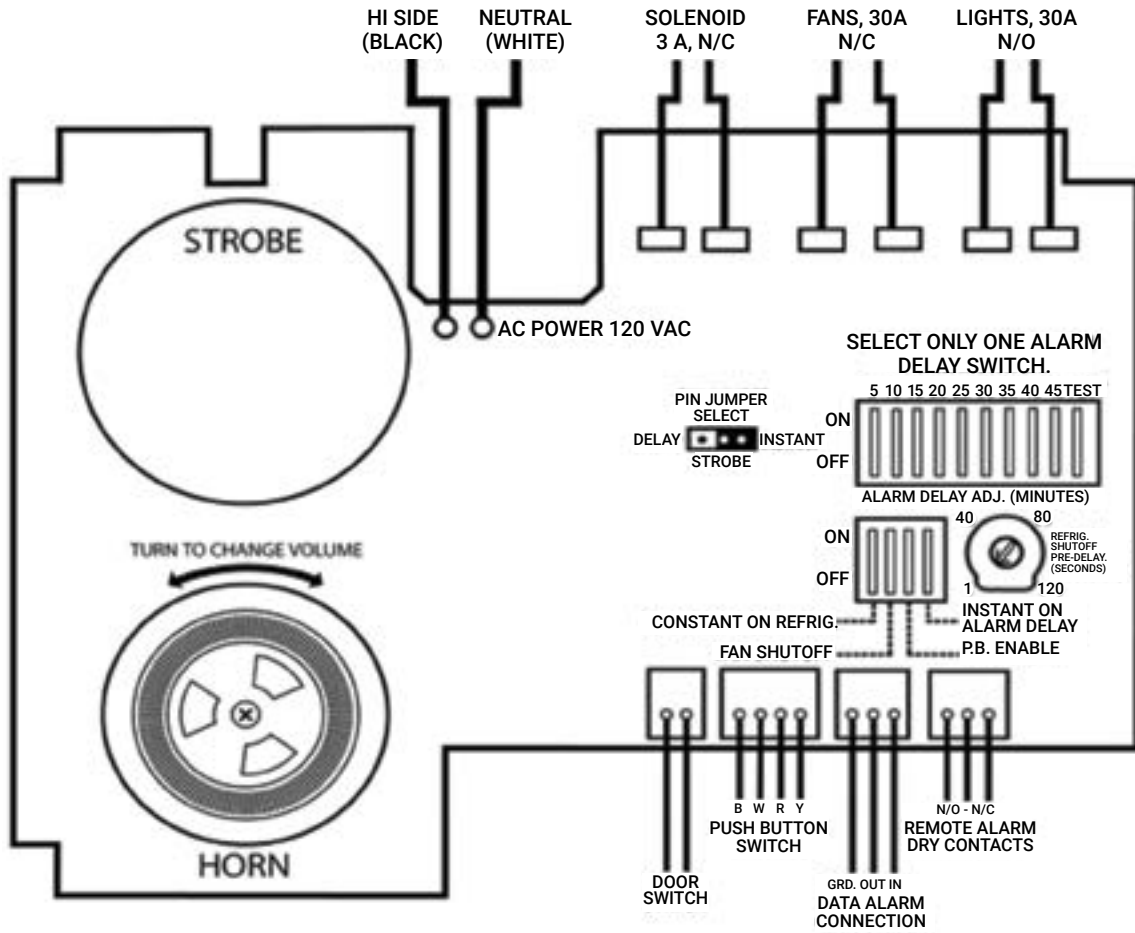 HI SIDE
(BLACK)
NEUTRAL
(WHITE)
SOLENOID
3 A, N/C
FANS, 30A
N/C
LIGHTS, 30A
N/O
STROBE
AC POWER 120 VAC
SELECT ONLY ONE ALARM
DELAY SWITCH.
5 10 15 20 25 30 35 40 45 TEST
ON
OFF
ALARM DELAY ADJ. (MINUTES)
PIN JUMPER
SELECT
DELAY
INSTANT
STROBE
ON
OFF
40
80
1
120
REFRIG.
SHUTOFF
PRE-DELAY.
(SECONDS)
CONSTANT ON REFRIG.
FAN SHUTOFF
INSTANT ON
ALARM DELAY
P.B. ENABLE
TURN TO CHANGE VOLUME
HORN
DOOR
SWITCH
B W R Y
PUSH BUTTON
SWITCH
GRD. OUT IN
DATA ALARM
CONNECTION
N/O - N/C
REMOTE ALARM
DRY CONTACTS